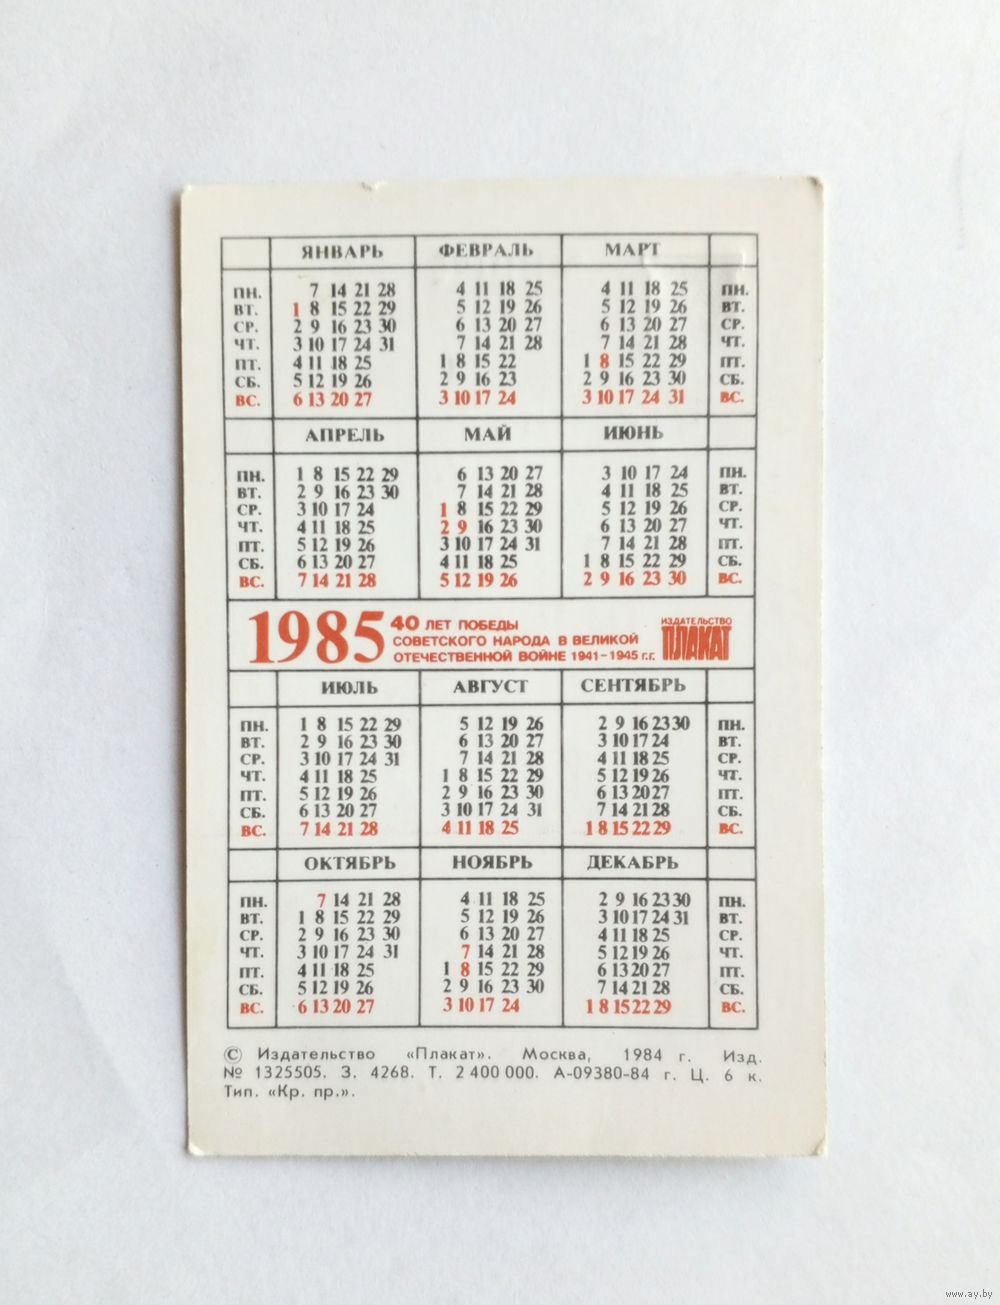 ЯНВАРЬ ФЕВРАЛЬ МАРТ
ПН. 7 14 21 28 4 11 18 25 4 11 18 25 ПН.
ВТ. 1 8 15 22 29 5 12 19 26 5 12 19 26 ВТ.
СР. 2 9 16 23 30 6 13 20 27 6 13 20 27 СР.
ЧТ. 3 10 17 24 31 7 14 21 28 7 14 21 28 ЧТ.
ПТ. 4 11 18 25 1 8 15 22 1 8 15 22 29 ПТ.
СБ. 5 12 19 26 2 9 16 23 2 9 16 23 30 СБ.
ВС. 6 13 20 27 3 10 17 24 3 10 17 24 31 ВС.
АПРЕЛЬ МАЙ ИЮНЬ
ПН. 1 8 15 22 29 6 13 20 27 3 10 17 24 ПН.
ВТ. 2 9 16 23 30 7 14 21 28 4 11 18 25 ВТ.
СР. 3 10 17 24 1 8 15 22 29 5 12 19 26 СР.
ЧТ. 4 11 18 25 2 9 16 23 30 6 13 20 27 ЧТ.
ПТ. 5 12 19 26 3 10 17 24 31 7 14 21 28 ПТ.
СБ. 6 13 20 27 4 11 18 25 1 8 15 22 29 СБ.
ВС. 7 14 21 28 5 12 19 26 2 9 16 23 30 ВС.
1985 40 ЛЕТ ПОБЕДЫ
СОВЕТСКОГО НАРОДА В ВЕЛИКОЙ
ОТЕЧЕСТВЕННОЙ ВОЙНЕ 1941-1945 г.г.
ИЗДАТЕЛЬСТВО
ПЛАКАТ
ИЮЛЬ АВГУСТ СЕНТЯБРЬ
ПН. 1 8 15 22 29 5 12 19 26 2 9 16 23 30 ПН.
ВТ. 2 9 16 23 30 6 13 20 27 3 10 17 24 ВТ.
СР. 3 10 17 24 31 7 14 21 28 4 11 18 25 СР.
ЧТ. 4 11 18 25 1 8 15 22 29 5 12 19 26 ЧТ.
ПТ. 5 12 19 26 2 9 16 23 30 6 13 20 27 ПТ.
СБ. 6 13 20 27 3 10 17 24 31 7 14 21 28 СБ.
ВС. 7 14 21 28 4 11 18 25 1 8 15 22 29 ВС.
ОКТЯБРЬ НОЯБРЬ ДЕКАБРЬ
ПН. 7 14 21 28 4 11 18 25 2 9 16 23 30 ПН.
ВТ. 1 8 15 22 29 5 12 19 26 3 10 17 24 31 ВТ.
СР. 2 9 16 23 30 6 13 20 27 4 11 18 25 СР.
ЧТ. 3 10 17 24 31 7 14 21 28 5 12 19 26 ЧТ.
ПТ. 4 11 18 25 1 8 15 22 29 6 13 20 27 ПТ.
СБ. 5 12 19 26 2 9 16 23 30 7 14 21 28 СБ.
ВС. 6 13 20 27 3 10 17 24 1 8 15 22 29 ВС.
© Издательство «Плакат». Москва, 1984 г. Изд.
№ 1325505. З. 4268. Т. 2 400 000. А-09380-84 г. Ц. 6 к.
Тип. «Кр. пр.».
www.ay.by